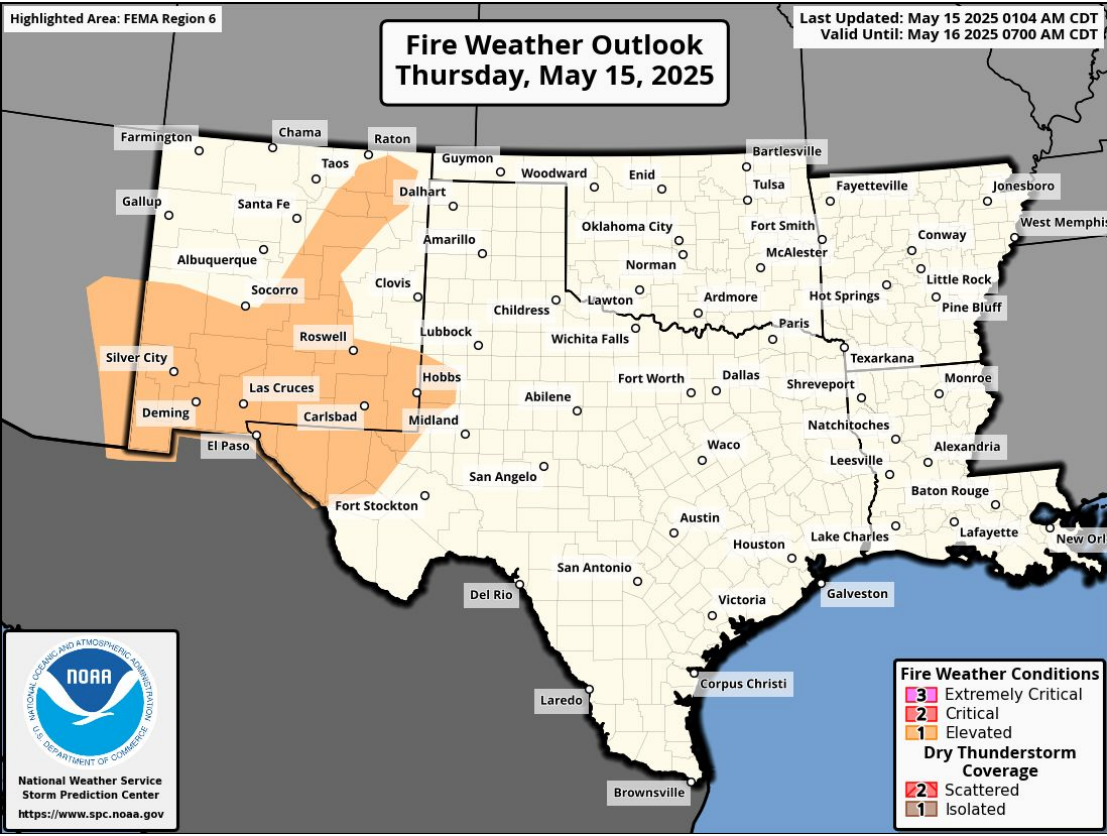 Highlighted Area: FEMA Region 6
Fire Weather Outlook
Thursday, May 15, 2025
Last Updated: May 15 2025 0104 AM CDT
Valid Until: May 16 2025 0700 AM CDT
Farmington
Chama
Raton
Taos
Guymon
Woodward
Enid
Bartlesville
Tulsa
Fayetteville
Jonesboro
Gallup
Santa Fe
Dalhart
West Memphis
Albuquerque
Amarillo
Oklahoma City
Fort Smith
Conway
Norman
McAlester
Little Rock
Socorro
Clovis
Childress
Lawton
Ardmore
Hot Springs
Pine Bluff
Roswell
Lubbock
Wichita Falls
Paris
Texarkana
Silver City
Las Cruces
Hobbs
Fort Worth
Dallas
Shreveport
Monroe
Deming
Carlsbad
Midland
Abilene
Natchitoches
El Paso
San Angelo
Waco
Leesville
Alexandria
Fort Stockton
Austin
Baton Rouge
Houston
Lake Charles
Lafayette
New Orl
Del Rio
San Antonio
Victoria
Galveston
Laredo
Corpus Christi
Brownsville
NATIONAL OCEANIC AND ATMOSPHERIC ADMINISTRATION
NOAA
U.S. DEPARTMENT OF COMMERCE
National Weather Service
Storm Prediction Center
https://www.spc.noaa.gov
Fire Weather Conditions
3 Extremely Critical
2 Critical
1 Elevated
Dry Thunderstorm
Coverage
2 Scattered
1 Isolated